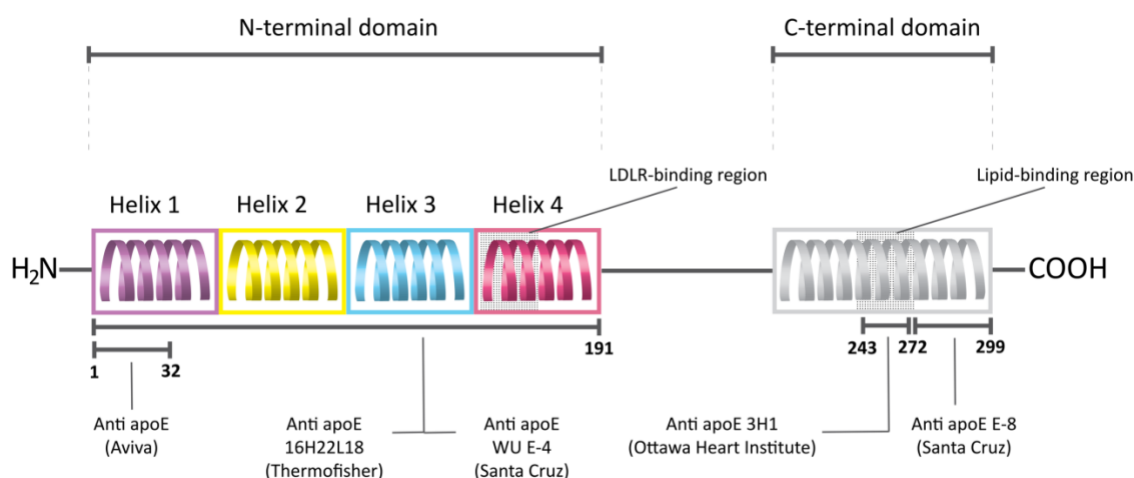 N-terminal domain
C-terminal domain
LDLR-binding region
Lipid-binding region
Helix 1
Helix 2
Helix 3
Helix 4
H₂N
COOH
1
32
191
243
272
299
Anti apoE
(Aviva)
Anti apoE
16H22L18
(Thermofisher)
Anti apoE
WU E-4
(Santa Cruz)
Anti apoE 3H1
(Ottawa Heart Institute)
Anti apoE E-8
(Santa Cruz)